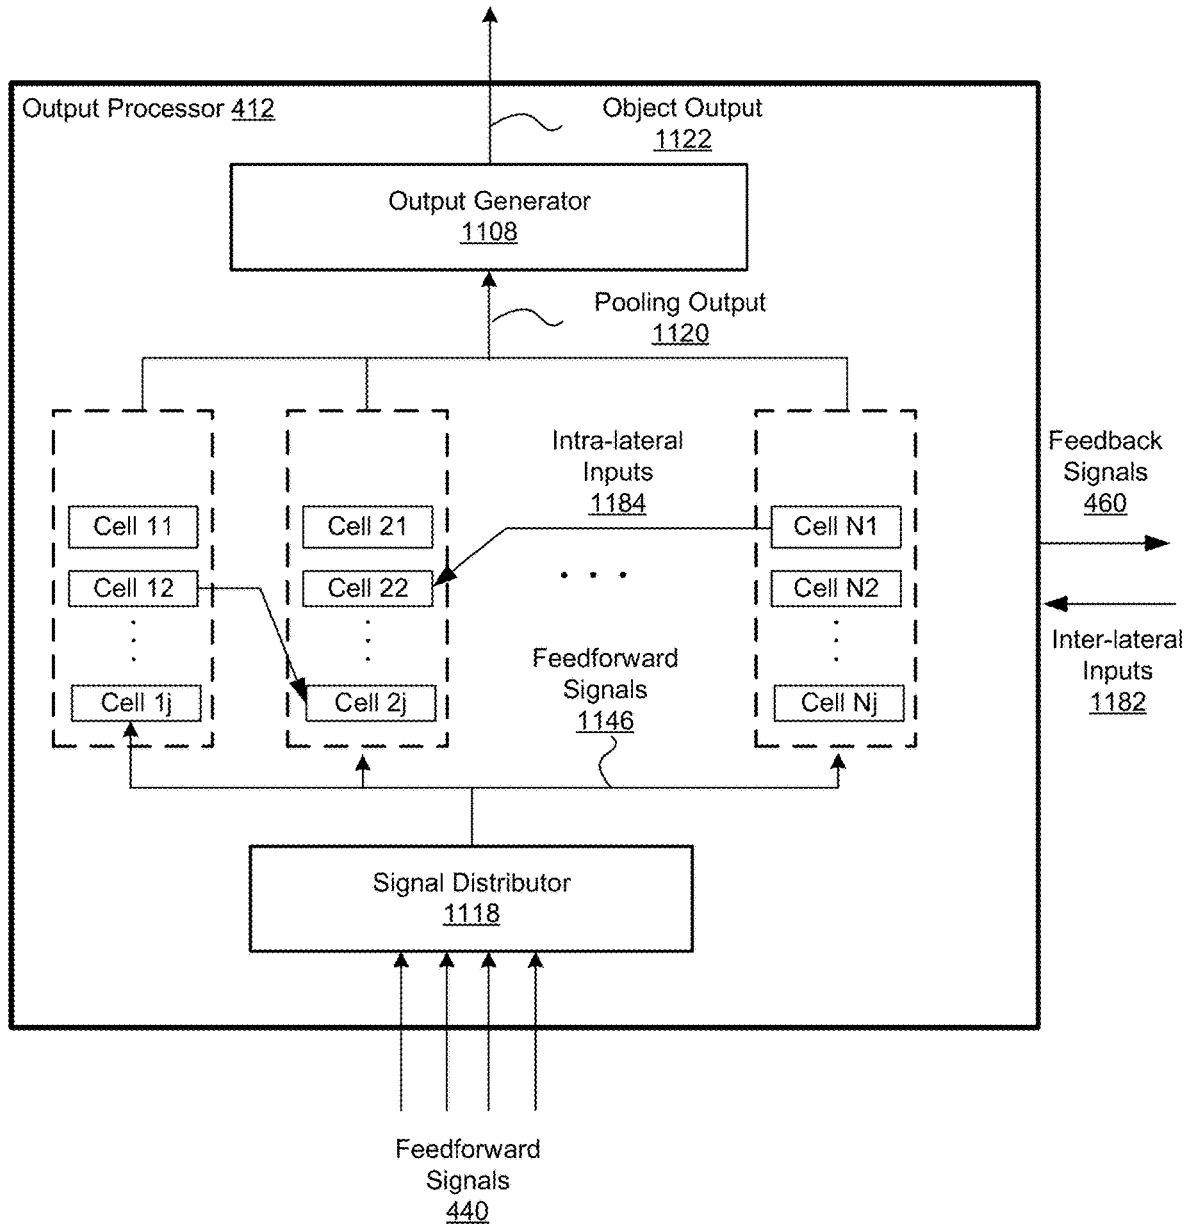 Output Processor 412
Object Output
1122
Output Generator
1108
Pooling Output
1120
Intra-lateral
Inputs
1184
Feedback
Signals
460
Cell 11
Cell 21
Cell N1
Cell 12
Cell 22
Cell N2
Inter-lateral
Inputs
1182
Feedforward
Signals
1146
Cell 1j
Cell 2j
Cell Nj
Signal Distributor
1118
Feedforward
Signals
440